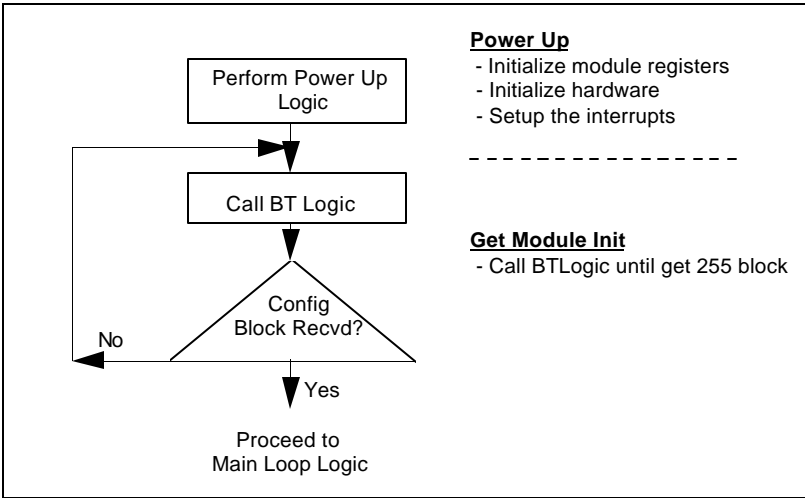 Perform Power Up
Logic
Call BT Logic
Config
Block Recvd?
No
Yes
Proceed to
Main Loop Logic
Power Up
- Initialize module registers
- Initialize hardware
- Setup the interrupts
Get Module Init
- Call BTLogic until get 255 block